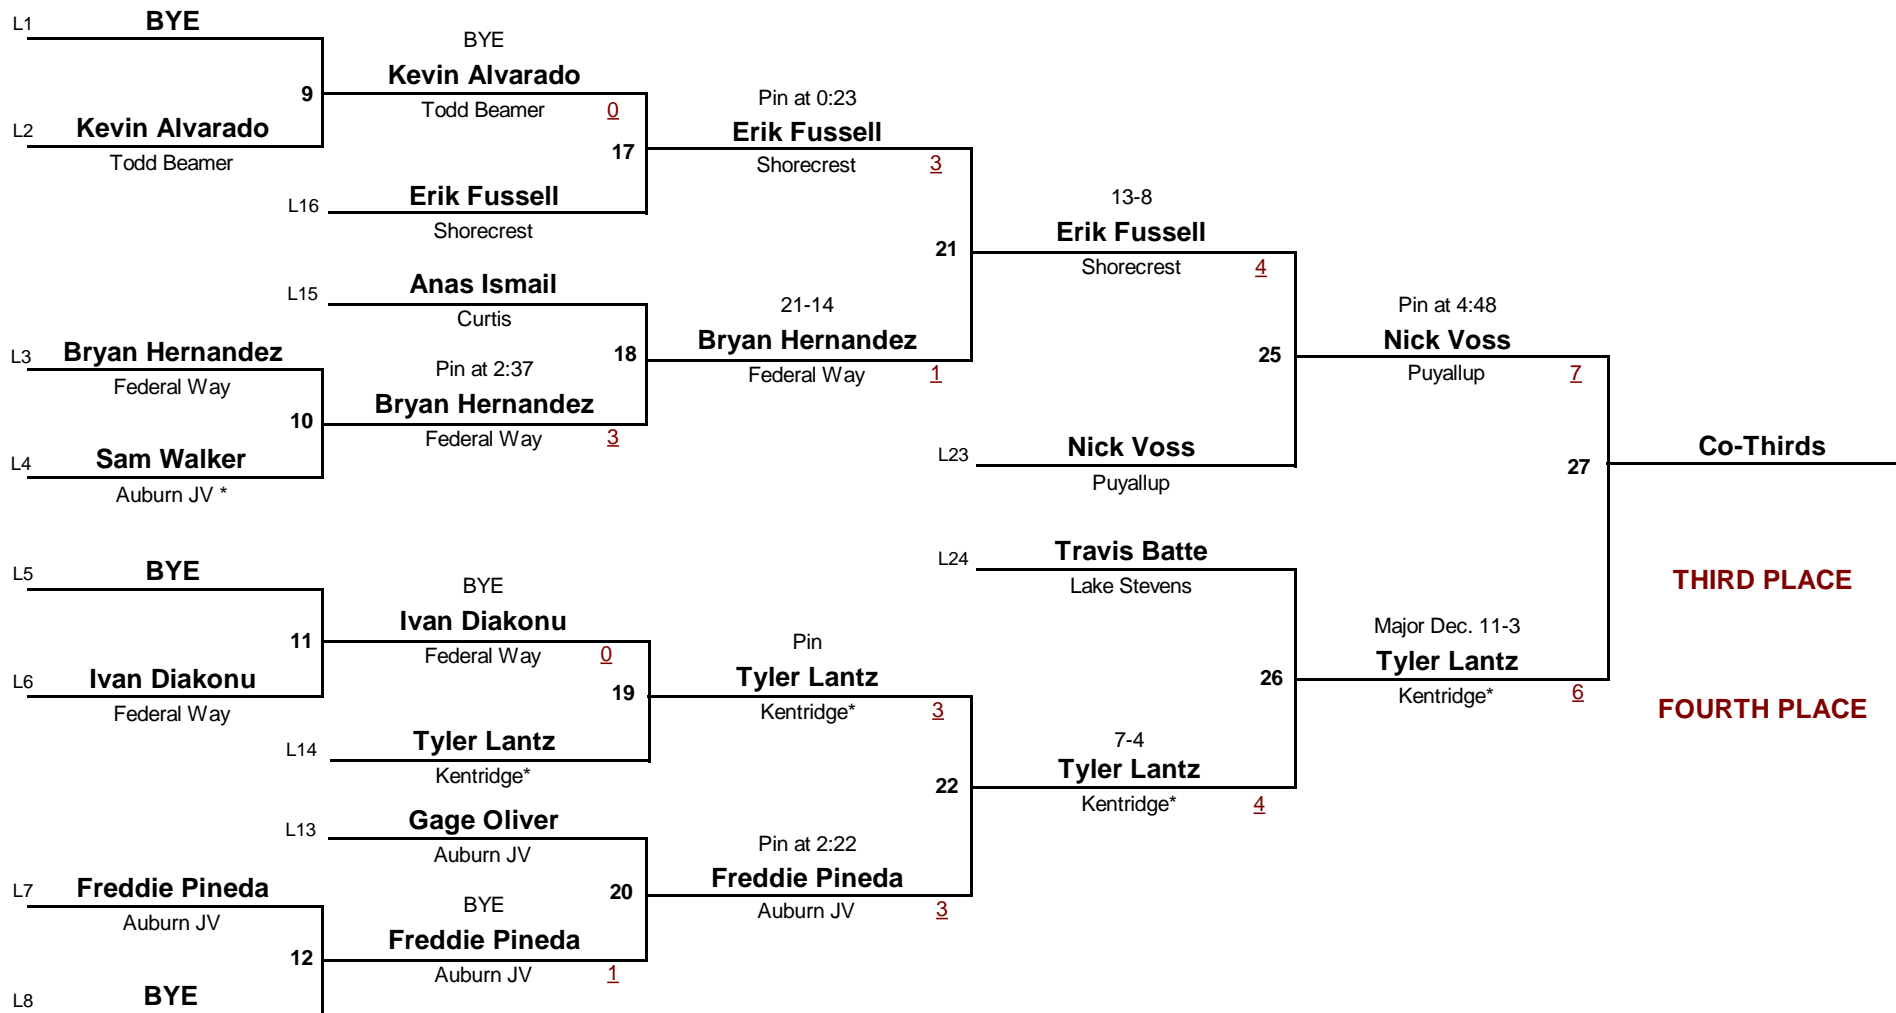 L1 BYE
BYE
Kevin Alvarado
9
Todd Beamer 0
L2 Kevin Alvarado
Todd Beamer
Pin at 0:23
Erik Fussell
17
Shorecrest 3
L16 Erik Fussell
Shorecrest
13-8
Erik Fussell
21
Shorecrest 4
L15 Anas Ismail
Curtis
21-14
Bryan Hernandez
18
Federal Way 1
L3 Bryan Hernandez
Federal Way
Pin at 2:37
Bryan Hernandez
10
Federal Way 3
L4 Sam Walker
Auburn JV *
Pin at 4:48
Nick Voss
25
Puyallup 7
L23 Nick Voss
Puyallup
27
Co-Thirds
L24 Travis Batte
Lake Stevens
THIRD PLACE
L5 BYE
BYE
Ivan Diakonu
11
Federal Way 0
L6 Ivan Diakonu
Federal Way
Pin
Tyler Lantz
19
Kentridge* 3
Major Dec. 11-3
Tyler Lantz
26
Kentridge* 6
FOURTH PLACE
L14 Tyler Lantz
Kentridge*
7-4
Tyler Lantz
22
Kentridge* 4
L13 Gage Oliver
Auburn JV
Pin at 2:22
Freddie Pineda
20
Auburn JV 3
L7 Freddie Pineda
Auburn JV
BYE
Freddie Pineda
12
Auburn JV 1
L8 BYE